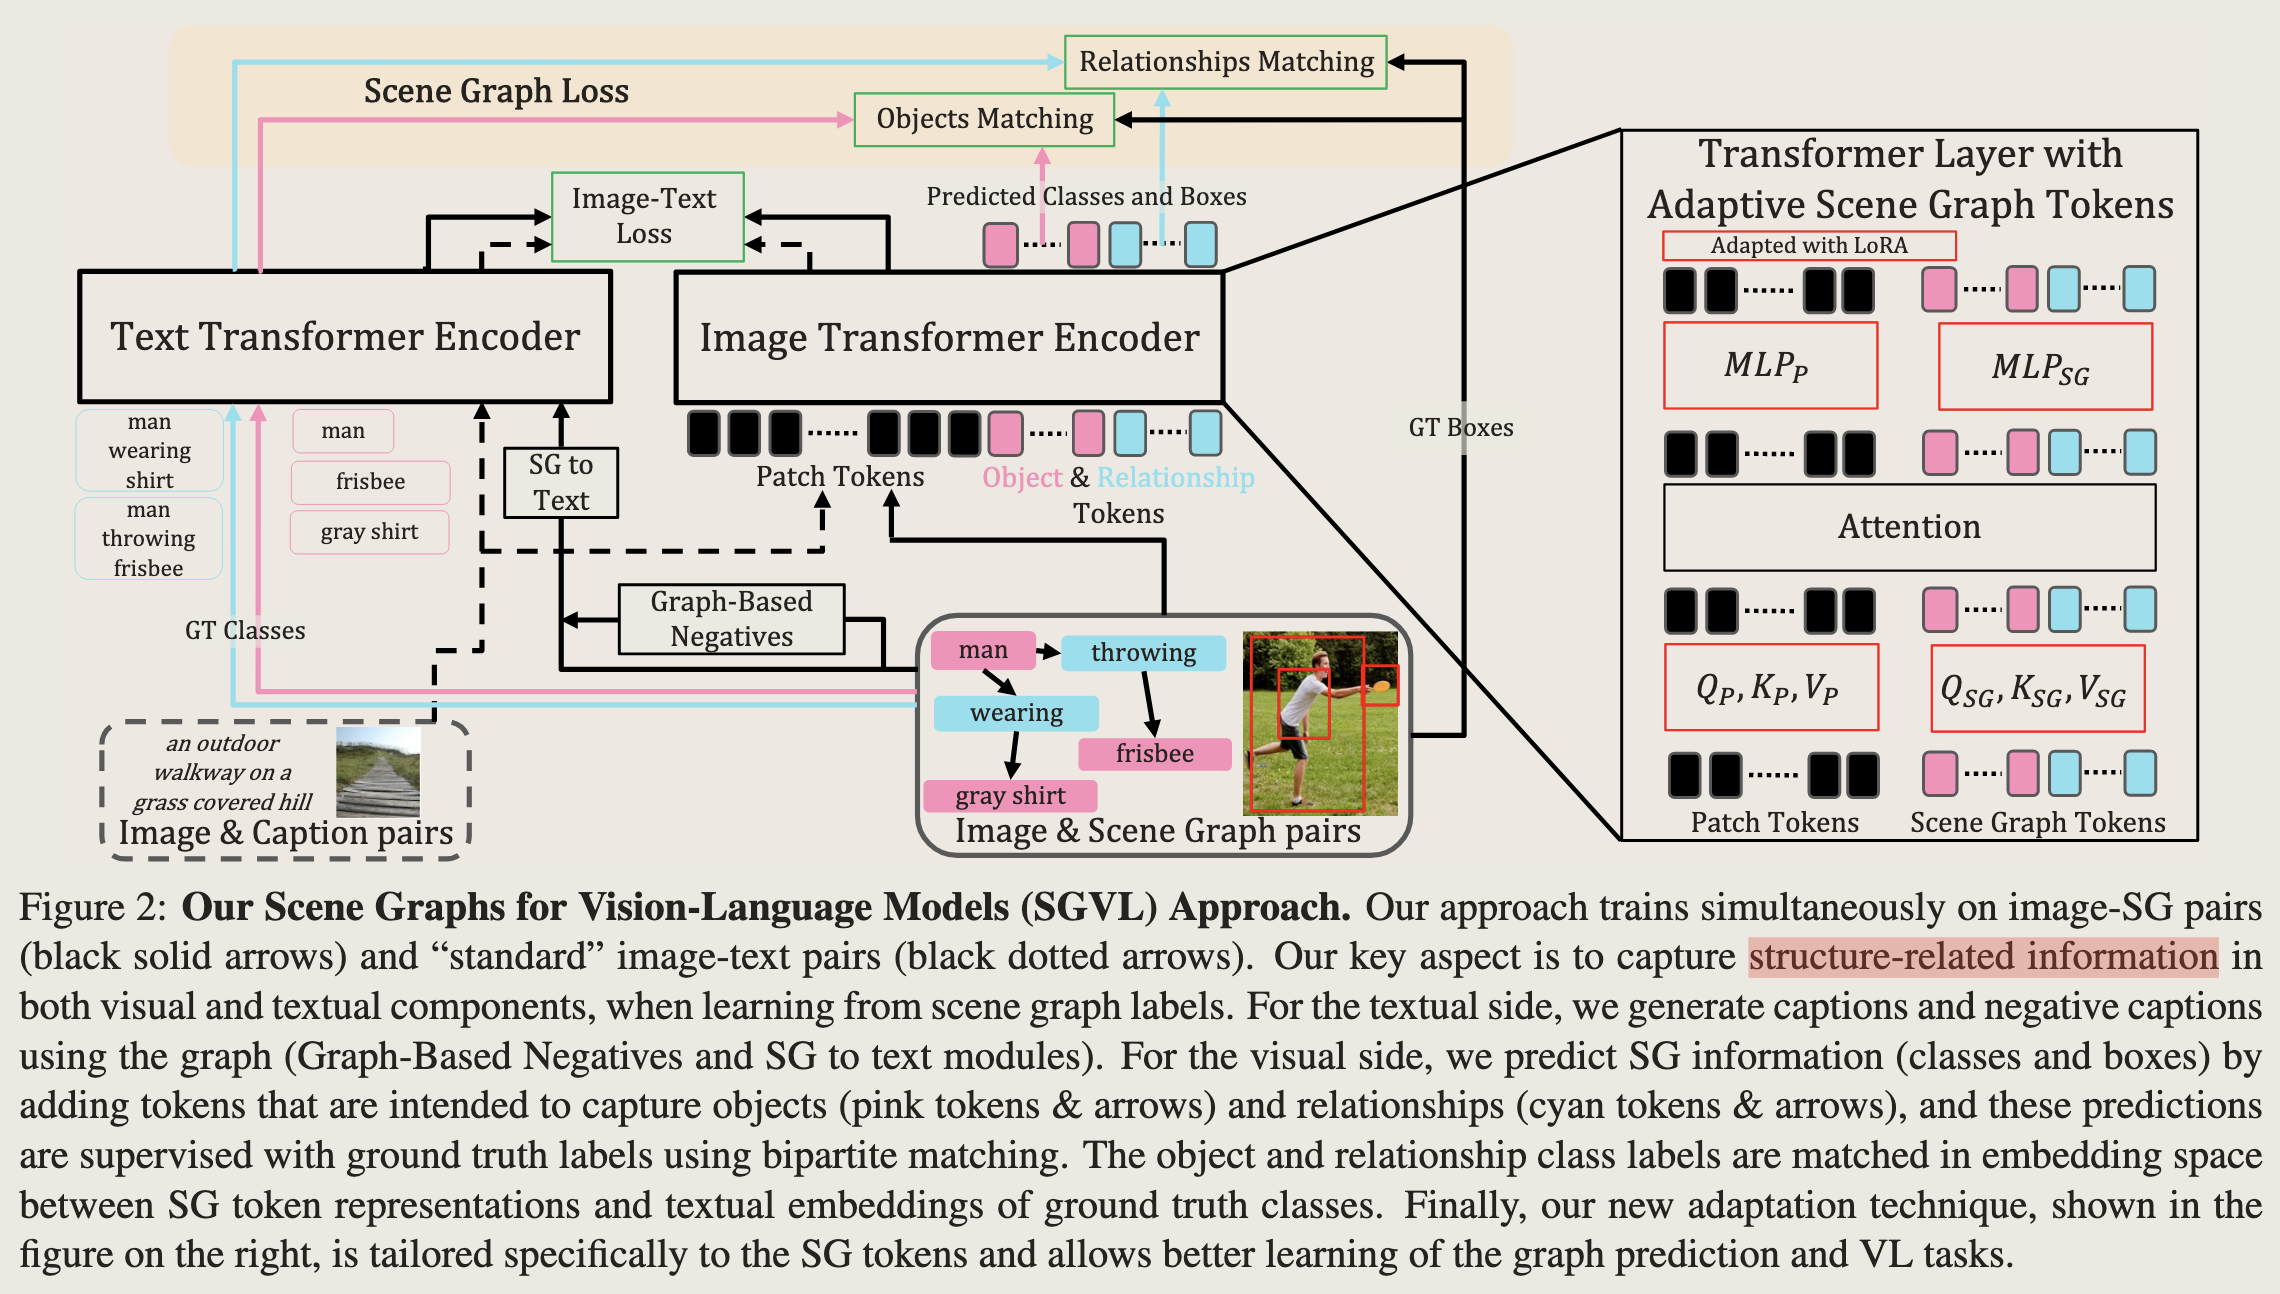 Relationships Matching
Scene Graph Loss
Objects Matching
Image-Text
Loss
Predicted Classes and Boxes
Text Transformer Encoder
Image Transformer Encoder
man
wearing
shirt
man
throwing
frisbee
man
frisbee
gray shirt
SG to
Text
Patch Tokens
Object & Relationship
Tokens
GT Boxes
GT Classes
Graph-Based
Negatives
an outdoor
walkway on a
grass covered hill
Image & Caption pairs
man
throwing
wearing
frisbee
gray shirt
Image & Scene Graph pairs
Transformer Layer with
Adaptive Scene Graph Tokens
Adapted with LoRA
MLP_P
MLP_SG
Attention
Q_P, K_P, V_P
Q_SG, K_SG, V_SG
Patch Tokens
Scene Graph Tokens
Figure 2: Our Scene Graphs for Vision-Language Models (SGVL) Approach. Our approach trains simultaneously on image-SG pairs
(black solid arrows) and “standard” image-text pairs (black dotted arrows). Our key aspect is to capture structure-related information in
both visual and textual components, when learning from scene graph labels. For the textual side, we generate captions and negative captions
using the graph (Graph-Based Negatives and SG to text modules). For the visual side, we predict SG information (classes and boxes) by
adding tokens that are intended to capture objects (pink tokens & arrows) and relationships (cyan tokens & arrows), and these predictions
are supervised with ground truth labels using bipartite matching. The object and relationship class labels are matched in embedding space
between SG token representations and textual embeddings of ground truth classes. Finally, our new adaptation technique, shown in the
figure on the right, is tailored specifically to the SG tokens and allows better learning of the graph prediction and VL tasks.